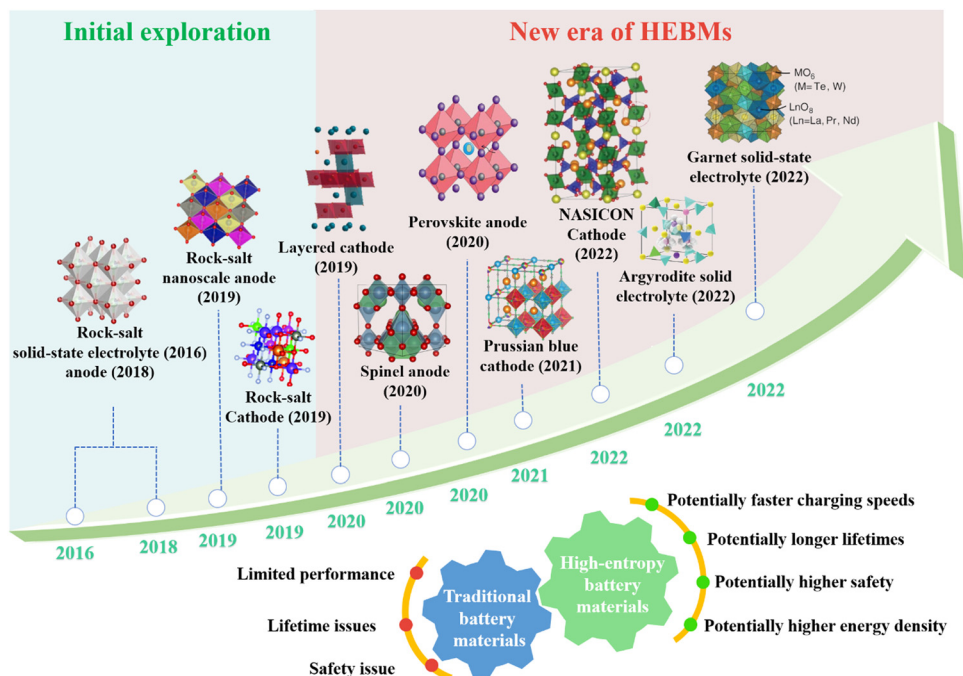 Initial exploration
New era of HEBMs
MO6
(M= Te, W)
LnO8
(Ln=La, Pr, Nd)
Garnet solid-state
electrolyte (2022)
Perovskite anode
(2020)
NASICON
Cathode
(2022)
Layered cathode
(2019)
Rock-salt
nanoscale anode
(2019)
Argyrodite solid
electrolyte (2022)
Rock-salt
solid-state electrolyte (2016)
anode (2018)
Prussian blue
cathode (2021)
Spinel anode
(2020)
Rock-salt
Cathode (2019)
2016
2018
2019
2019
2020
2020
2020
2021
2022
2022
2022
Limited performance
Lifetime issues
Safety issue
Traditional
battery
materials
High-entropy
battery
materials
Potentially faster charging speeds
Potentially longer lifetimes
Potentially higher safety
Potentially higher energy density